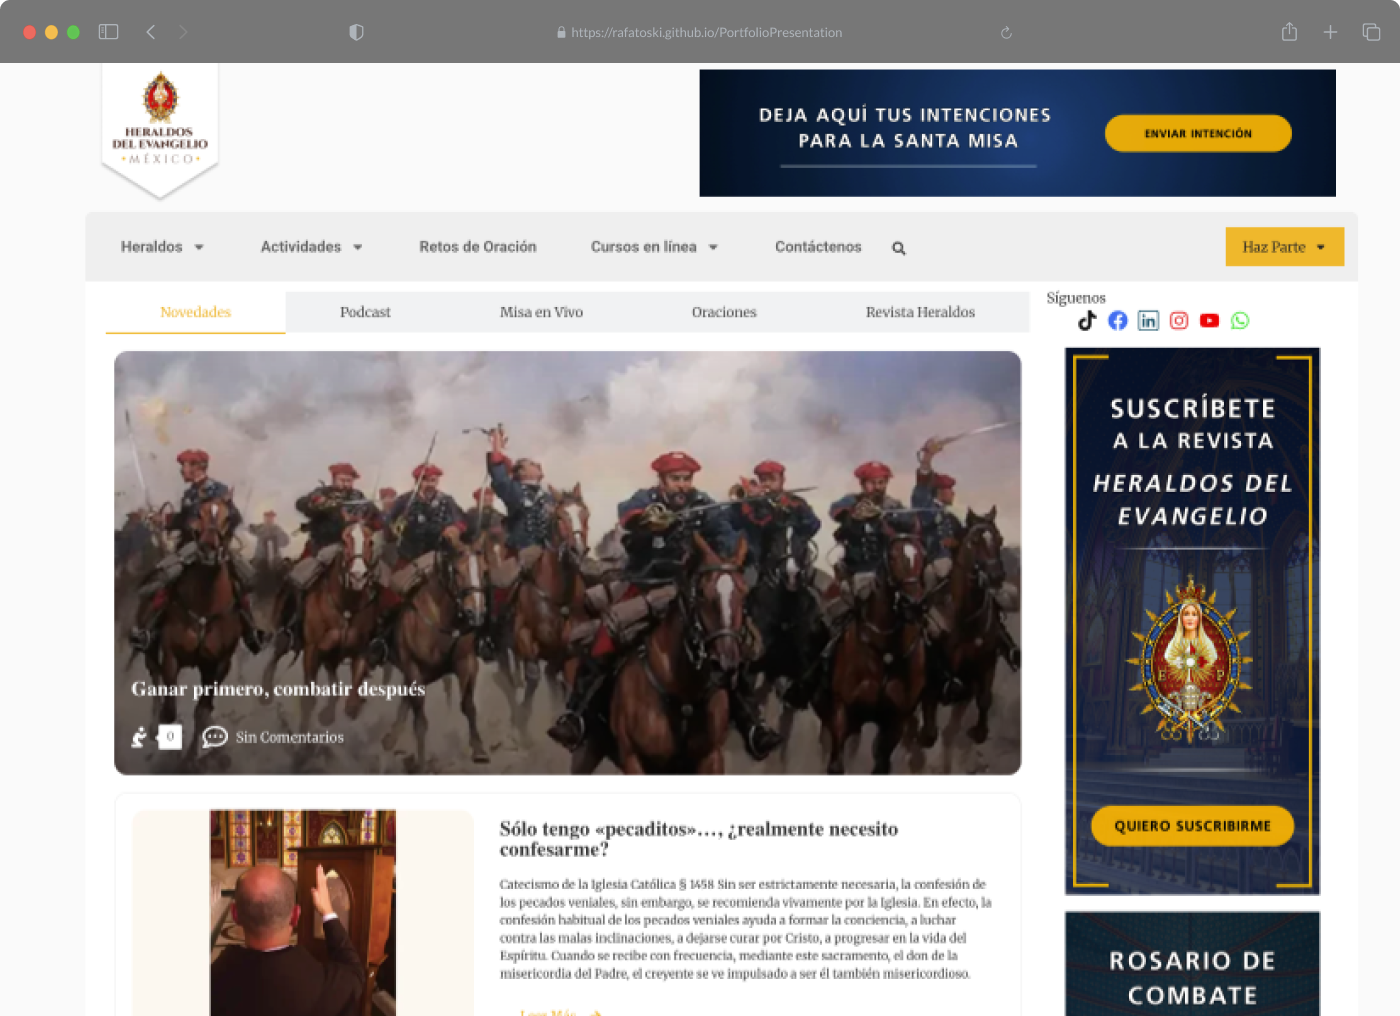 https://rafatoski.github.io/PortfolioPresentation
HERALDOS
DEL EVANGELIO
•MÉXICO•
DEJA AQUÍ TUS INTENCIONES
PARA LA SANTA MISA
ENVIAR INTENCIÓN
Heraldos
Actividades
Retos de Oración
Cursos en línea
Contáctenos
Haz Parte
Novedades
Podcast
Misa en Vivo
Oraciones
Revista Heraldos
Síguenos
in
Ganar primero, combatir después
0
Sin Comentarios
SUSCRÍBETE
A LA REVISTA
HERALDOS DEL
EVANGELIO
E P
QUIERO SUSCRIBIRME
Sólo tengo «pecaditos»…, ¿realmente necesito
confesarme?
Catecismo de la Iglesia Católica § 1458 Sin ser estrictamente necesaria, la confesión de
los pecados veniales, sin embargo, se recomienda vivamente por la Iglesia. En efecto, la
confesión habitual de los pecados veniales ayuda a formar la conciencia, a luchar
contra las malas inclinaciones, a dejarse curar por Cristo, a progresar en la vida del
Espíritu. Cuando se recibe con frecuencia, mediante este sacramento, el don de la
misericordia del Padre, el creyente se ve impulsado a ser él también misericordioso.
Leer Más
ROSARIO DE
COMBATE